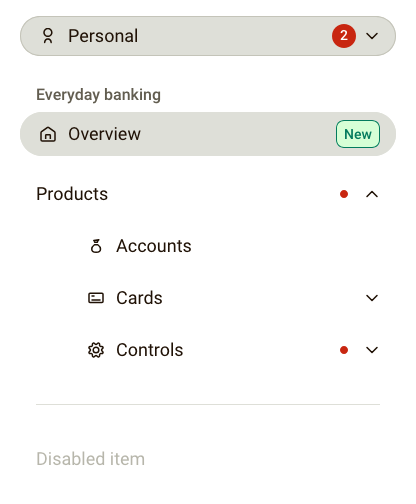 Personal 2
Everyday banking
Overview New
Products
Accounts
Cards
Controls
Disabled item